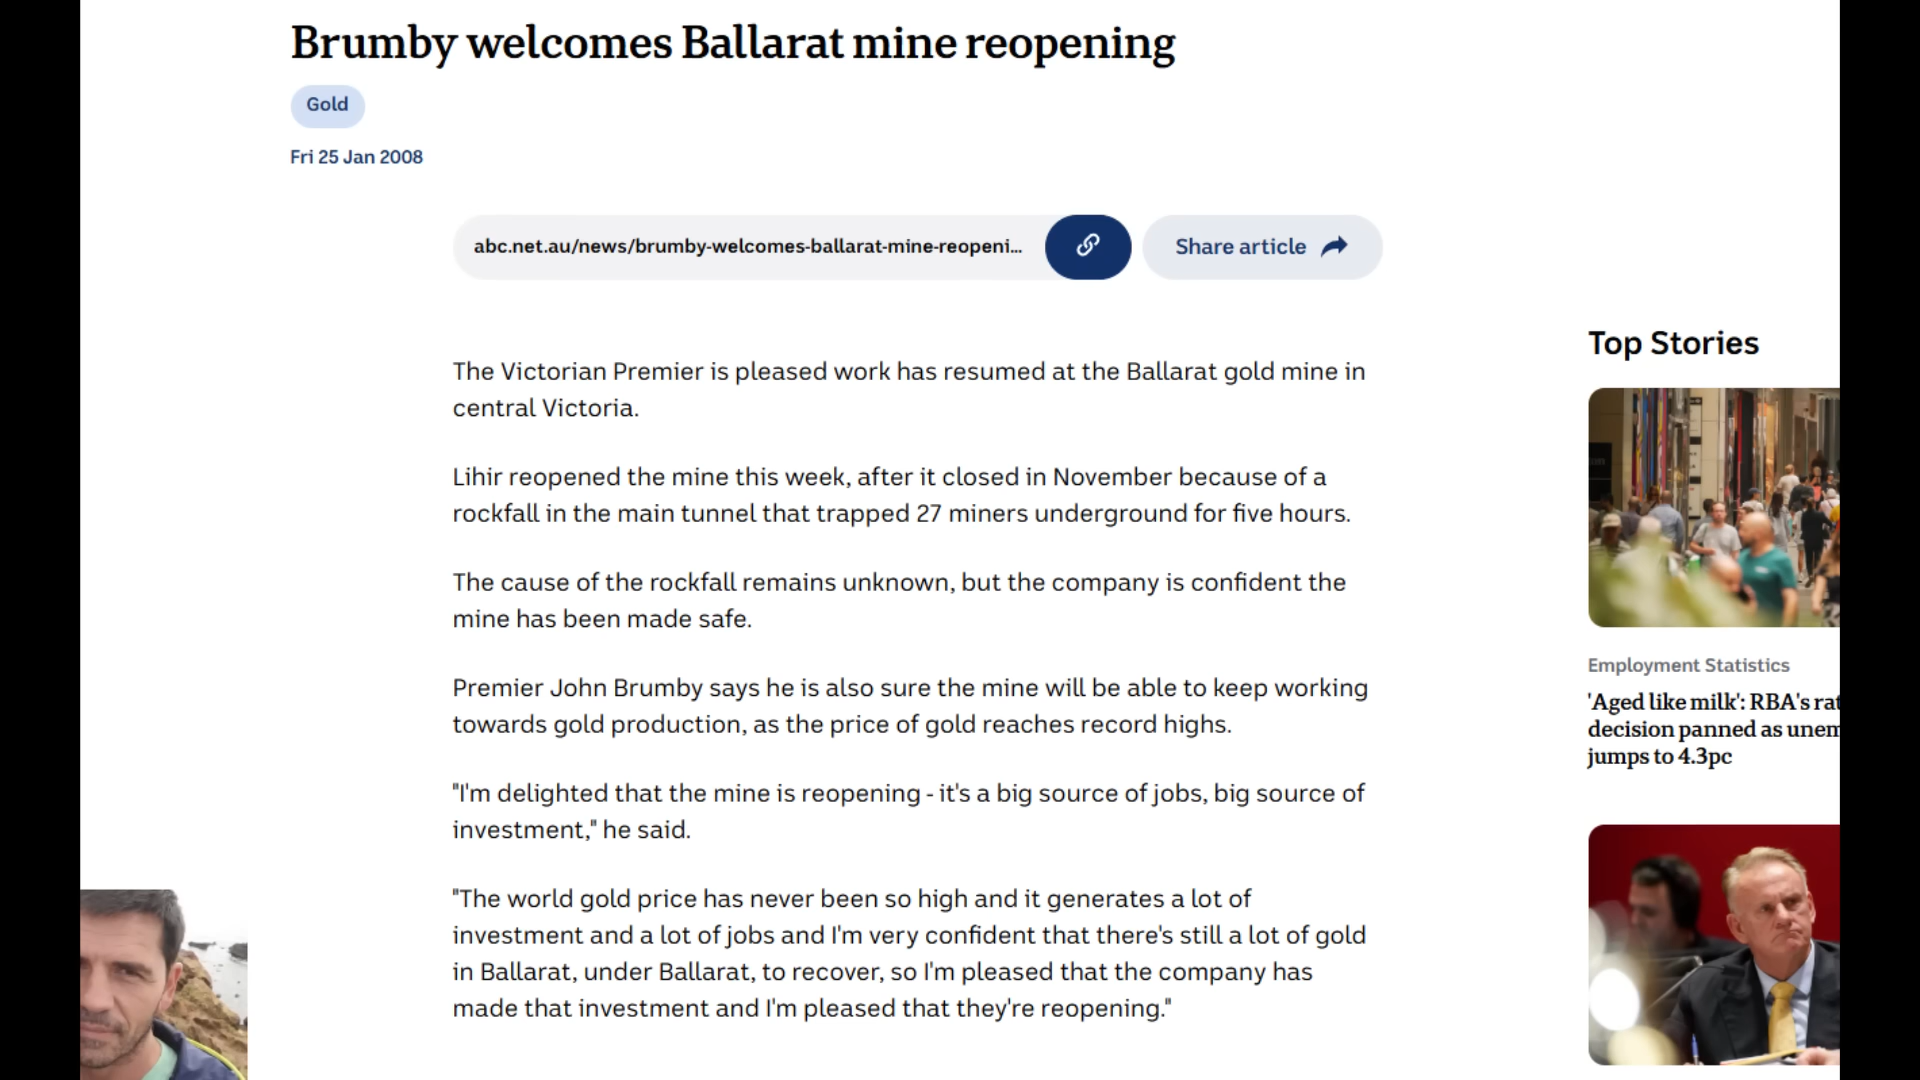 Brumby welcomes Ballarat mine reopening
Gold
Fri 25 Jan 2008
abc.net.au/news/brumby-welcomes-ballarat-mine-reopeni...
Share article
The Victorian Premier is pleased work has resumed at the Ballarat gold mine in
central Victoria.
Lihir reopened the mine this week, after it closed in November because of a
rockfall in the main tunnel that trapped 27 miners underground for five hours.
The cause of the rockfall remains unknown, but the company is confident the
mine has been made safe.
Premier John Brumby says he is also sure the mine will be able to keep working
towards gold production, as the price of gold reaches record highs.
"I'm delighted that the mine is reopening - it's a big source of jobs, big source of
investment," he said.
"The world gold price has never been so high and it generates a lot of
investment and a lot of jobs and I'm very confident that there's still a lot of gold
in Ballarat, under Ballarat, to recover, so I'm pleased that the company has
made that investment and I'm pleased that they're reopening."
Top Stories
Employment Statistics
'Aged like milk': RBA's rat
decision panned as unem
jumps to 4.3pc